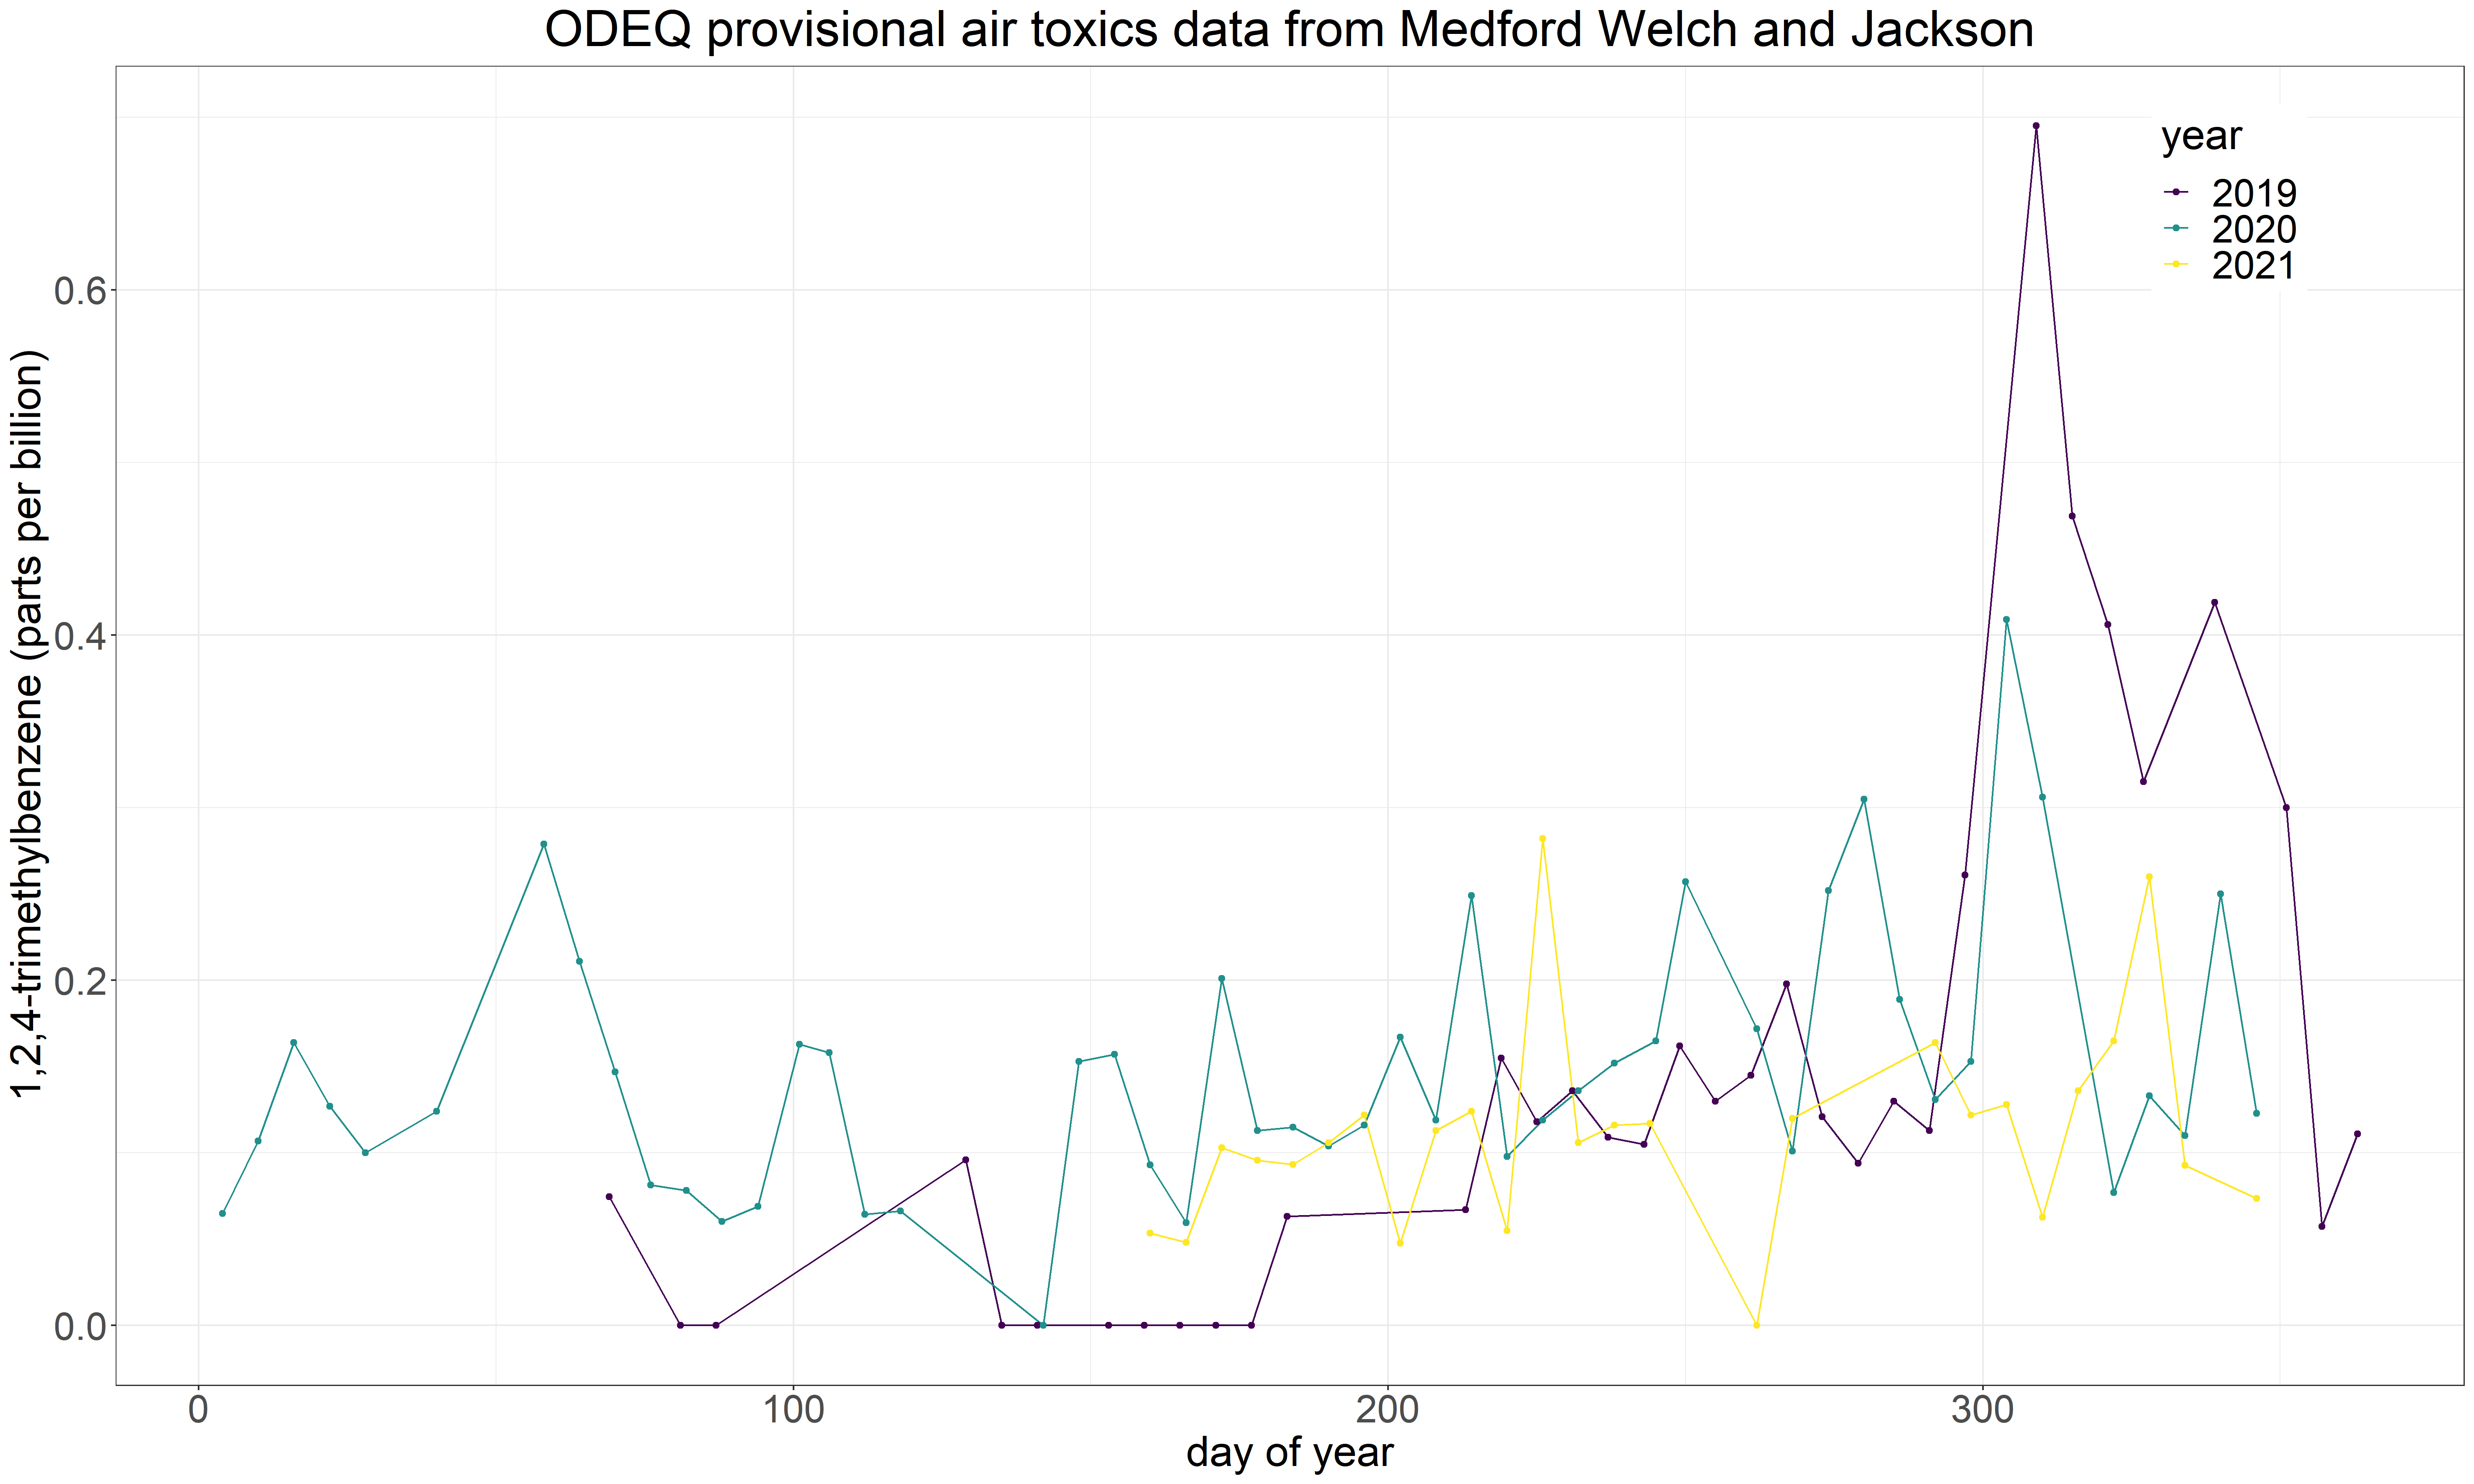 ODEQ provisional air toxics data from Medford Welch and Jackson
year
2019
2020
2021
1,2,4-trimethylbenzene (parts per billion)
0.6
0.4
0.2
0.0
0 100 200 300
day of year